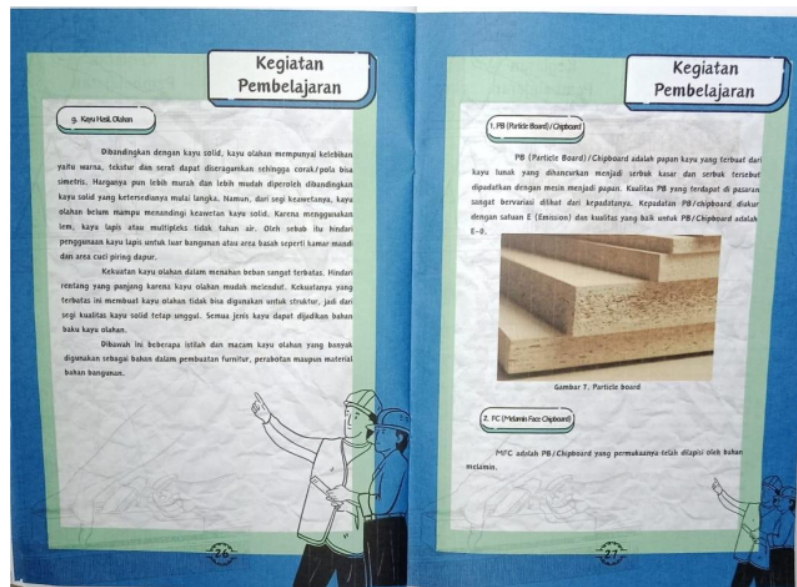 Kegiatan
Pembelajaran
g. Kayu Hasil Olahan
Dibandingkan dengan kayu solid, kayu olahan mempunyai kelebihan
yaitu warna, tekstur dan serat dapat diseragamkan sehingga corak/pola bisa
simetris. Harganya pun lebih murah dan lebih mudah diperoleh dibandingkan
kayu solid yang ketersedianya mulai langka. Namun, dari segi keawetanya, kayu
olahan belum mampu menandingi keawetan kayu solid. Karena menggunakan
lem, kayu lapis atau multipleks tidak tahan air. Oleh sebab itu hindari
penggunaan kayu lapis untuk luar bangunan atau area basah seperti kamar mandi
dan area cuci piring dapur.
Kekuatan kayu olahan dalam menahan beban sangat terbatas. Hindari
rentang yang panjang karena kayu olahan mudah melendut. Kekuatanya yang
terbatas ini membuat kayu olahan tidak bisa digunakan untuk struktur, jadi dari
segi kualitas kayu solid tetap unggul. Semua jenis kayu dapat dijadikan bahan
baku kayu olahan.
Dibawah ini beberapa istilah dan macam kayu olahan yang banyak
digunakan sebagai bahan dalam pembuatan furnitur, perabotan maupun material
bahan bangunan.
26
Kegiatan
Pembelajaran
1. PB (Particle Board)/Chipboard
PB (Particle Board)/Chipboard adalah papan kayu yang terbuat dari
kayu lunak yang dihancurkan menjadi serbuk kasar dan serbuk tersebut
dipadatkan dengan mesin menjadi papan. Kualitas PB yang terdapat di pasaran
sangat bervariasi dilihat dari kepadatanya. Kepadatan PB/chipboard diukur
dengan satuan E (Emission) dan kualitas yang baik untuk PB/Chipboard adalah
E-0.
Gambar 7. Particle board
2. FC (Melamin Face Chipboard)
MFC adalah PB/Chipboard yang permukaanya telah dilapisi oleh bahan
melamin.
27